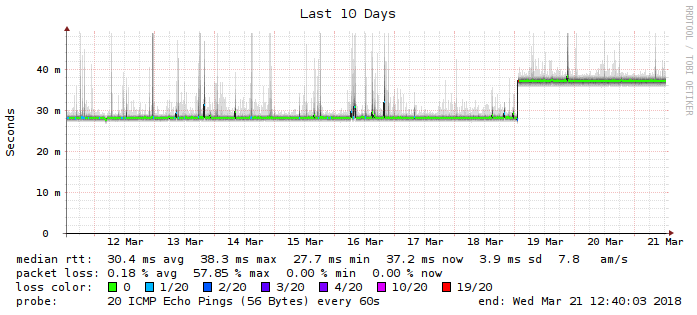 Last 10 Days
RRDTOOL / TOBI OETIKER
Seconds
40 m
30 m
20 m
10 m
0
12 Mar 13 Mar 14 Mar 15 Mar 16 Mar 17 Mar 18 Mar 19 Mar 20 Mar 21 Mar
median rtt: 30.4 ms avg 38.3 ms max 27.7 ms min 37.2 ms now 3.9 ms sd 7.8 am/s
packet loss: 0.18 % avg 57.85 % max 0.00 % min 0.00 % now
loss color: 0 1/20 2/20 3/20 4/20 10/20 19/20
probe: 20 ICMP Echo Pings (56 Bytes) every 60s end: Wed Mar 21 12:40:03 2018